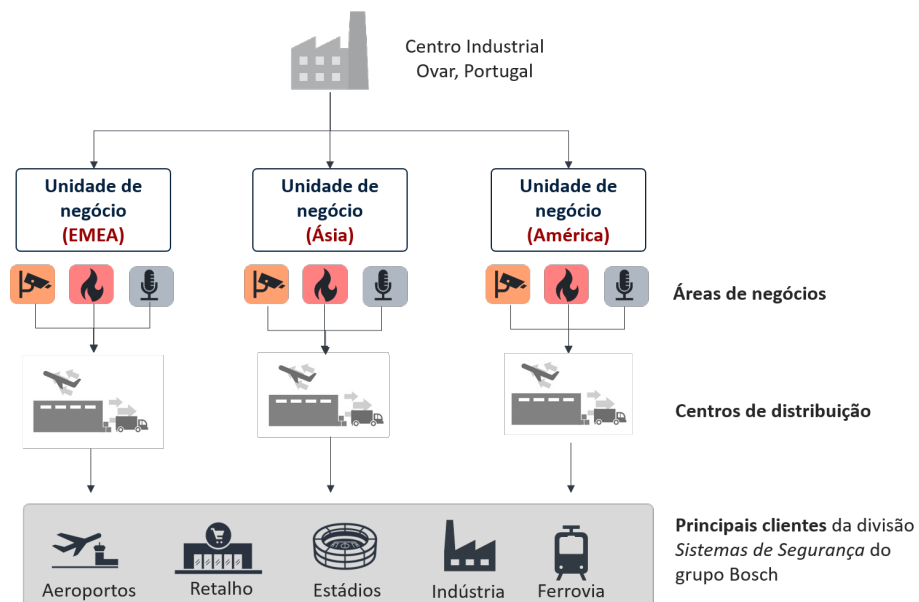 Centro Industrial
Ovar, Portugal
Unidade de
negócio
(EMEA)
Unidade de
negócio
(Ásia)
Unidade de
negócio
(América)
Áreas de negócios
Centros de distribuição
Principais clientes da divisão
Sistemas de Segurança do
grupo Bosch
Aeroportos
Retalho
Estádios
Indústria
Ferrovia